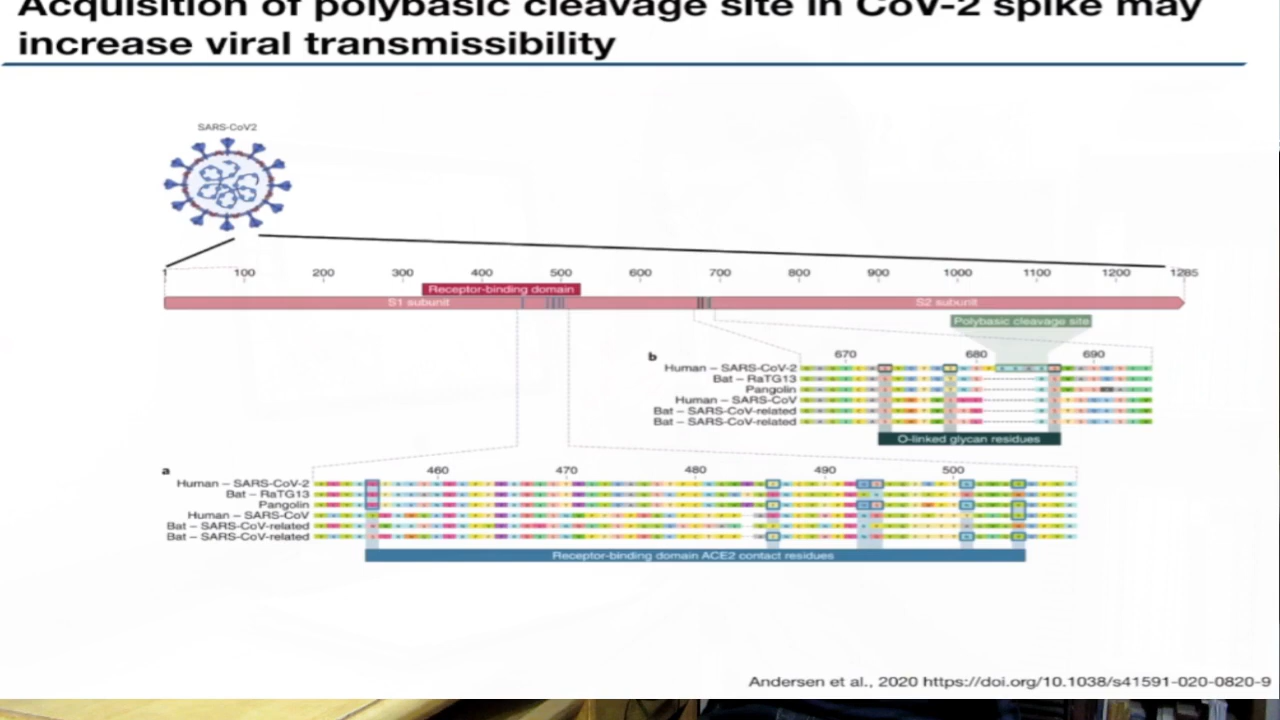 Acquisition of polybasic cleavage site in CoV-2 spike may
increase viral transmissibility
SARS-CoV2
1 100 200 300 400 500 600 700 800 900 1000 1100 1200 1285
Receptor-binding domain
S1 subunit S2 subunit
Polybasic cleavage site
b 670 680 690
Human – SARS-CoV-2
Bat – RaTG13
Pangolin
Human – SARS-CoV
Bat – SARS-CoV-related
Bat – SARS-CoV-related
O-linked glycan residues
a 460 470 480 490 500
Human – SARS-CoV-2
Bat – RaTG13
Pangolin
Human – SARS-CoV
Bat – SARS-CoV-related
Bat – SARS-CoV-related
Receptor-binding domain ACE2 contact residues
Andersen et al., 2020 https://doi.org/10.1038/s41591-020-0820-9